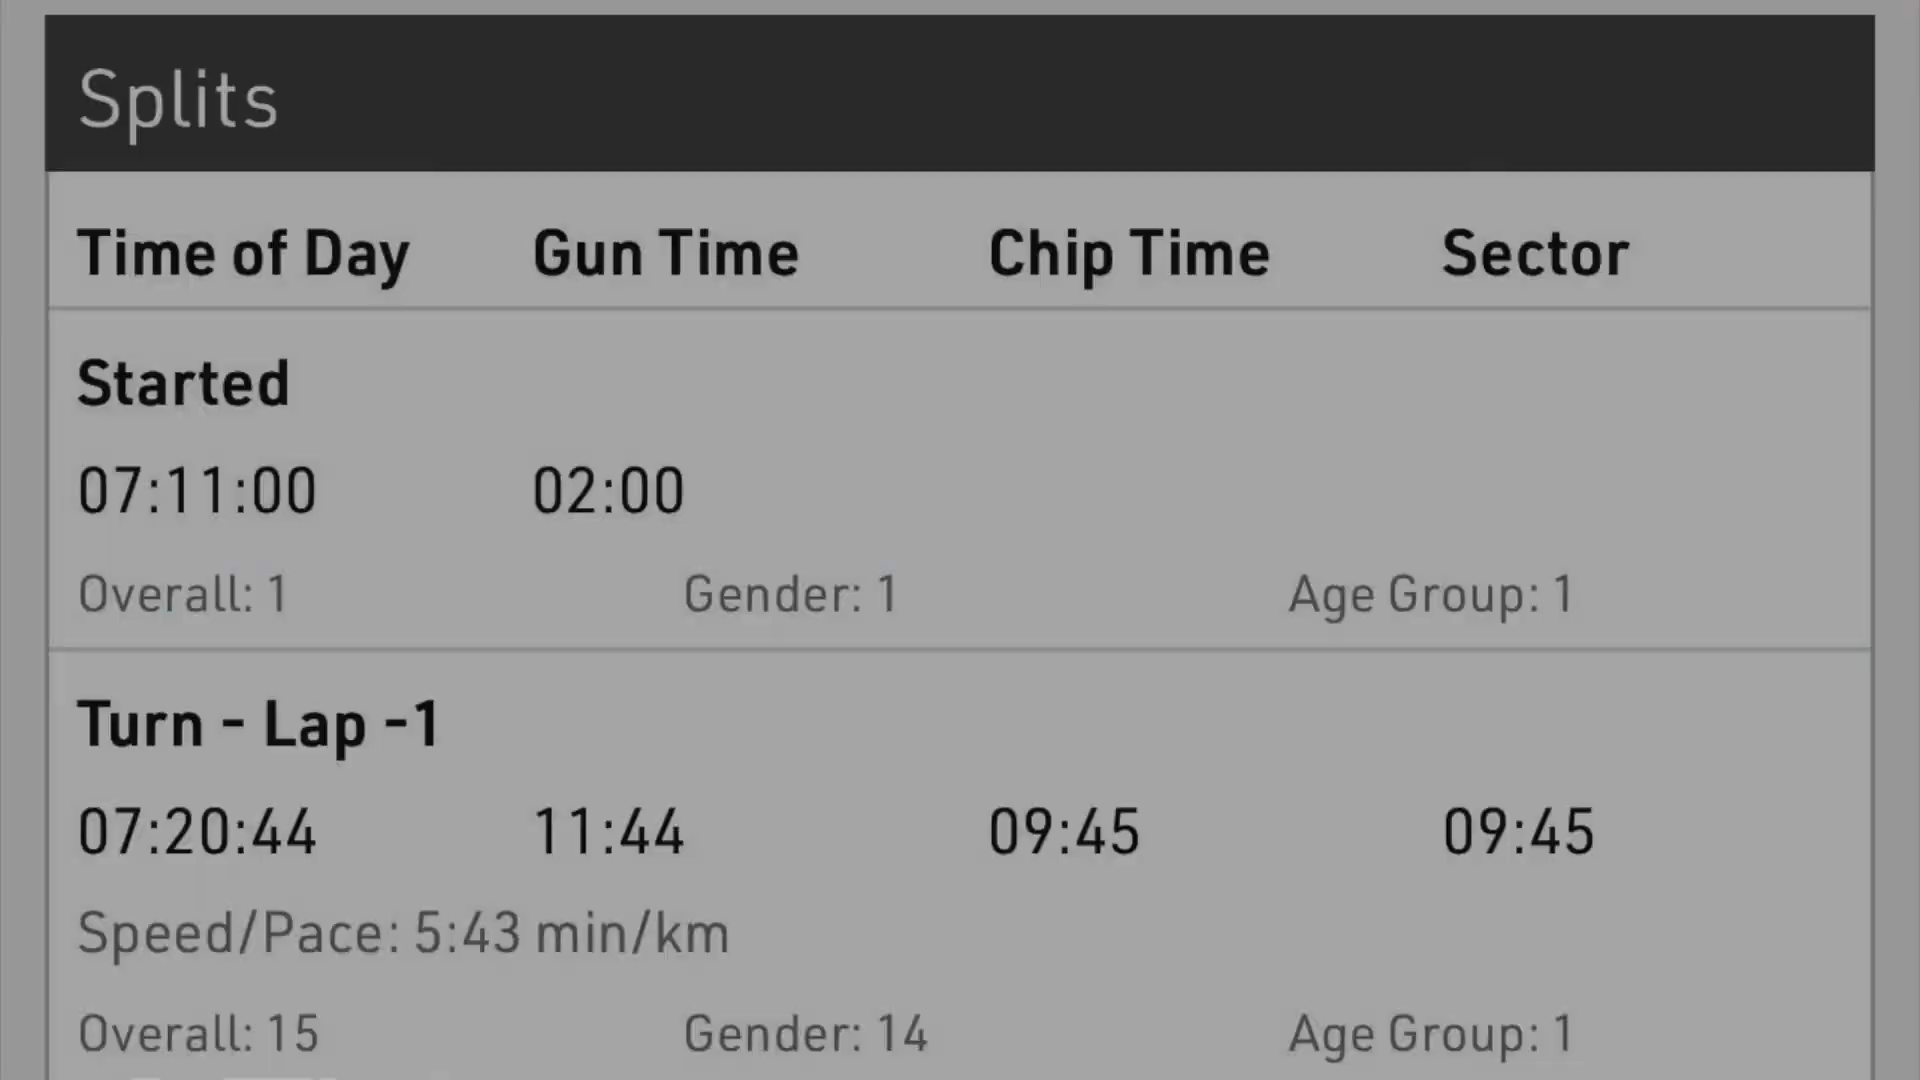 Splits
Time of Day Gun Time Chip Time Sector
Started
07:11:00 02:00
Overall: 1 Gender: 1 Age Group: 1
Turn - Lap -1
07:20:44 11:44 09:45 09:45
Speed/Pace: 5:43 min/km
Overall: 15 Gender: 14 Age Group: 1